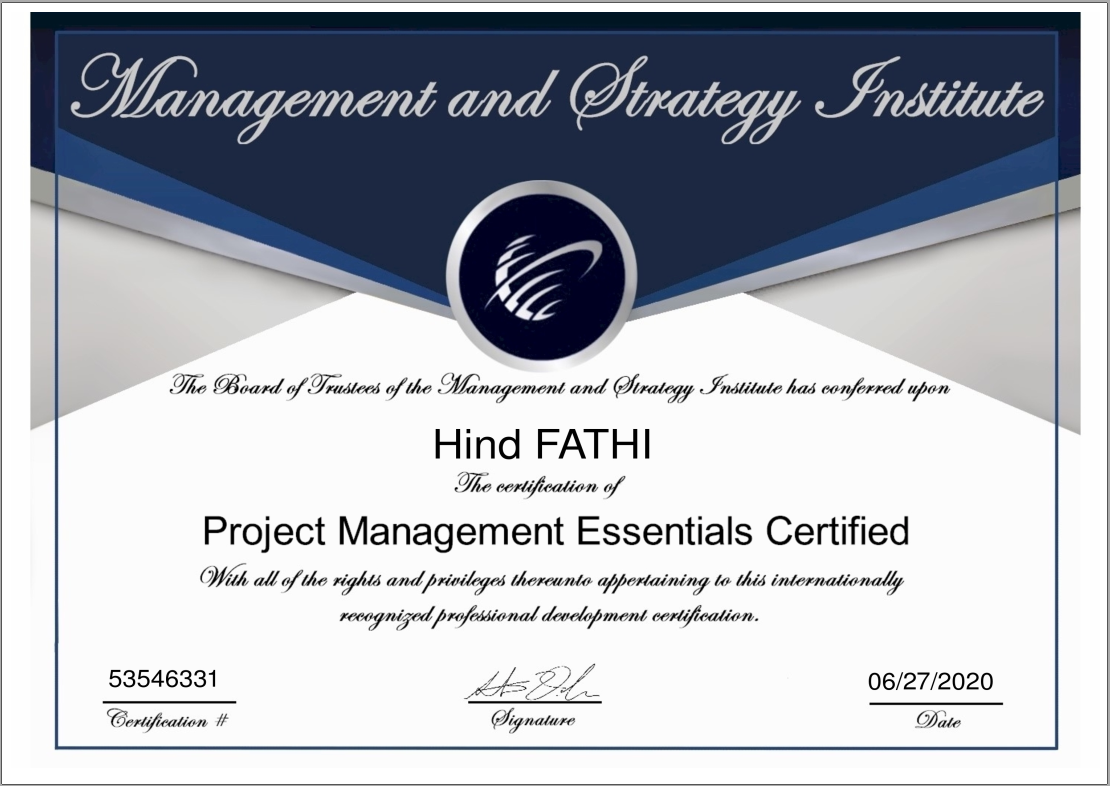 Management and Strategy Institute
The Board of Trustees of the Management and Strategy Institute has conferred upon
Hind FATHI
The certification of
Project Management Essentials Certified
With all of the rights and privileges thereunto appertaining to this internationally
recognized professional development certification.
53546331
Certification #
Signature
06/27/2020
Date